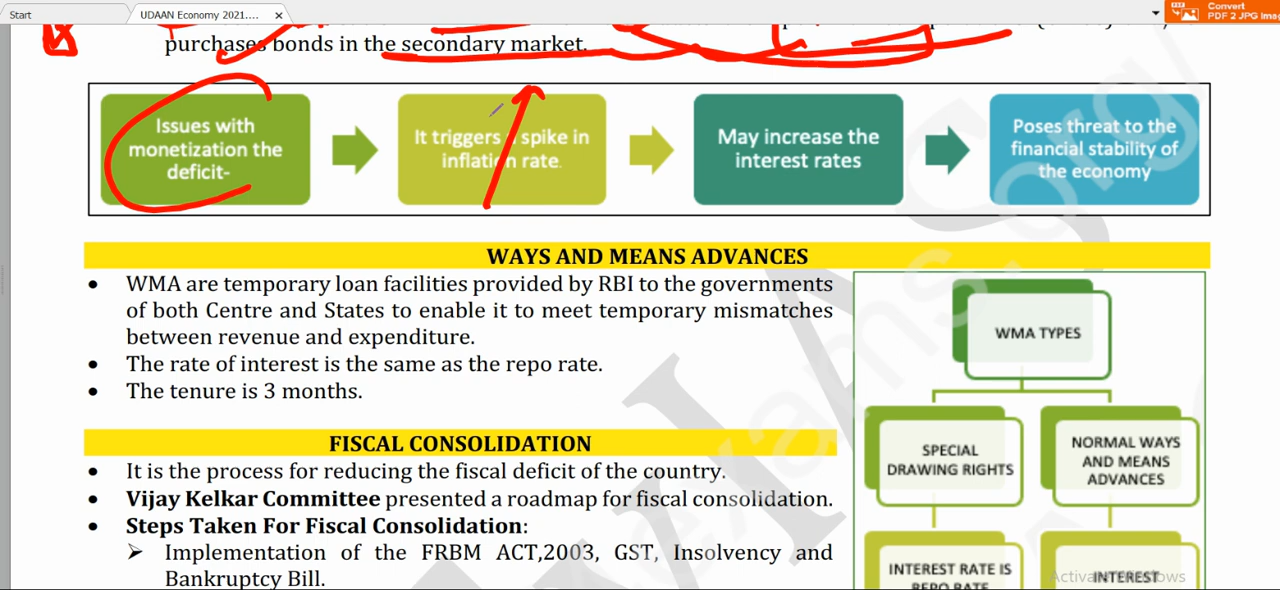 Start
UDAAN Economy 2021....
Convert
PDF 2 JPG Imag
purchases bonds in the secondary market.
Issues with
monetization the
deficit-
It triggers a spike in
inflation rate.
May increase the
interest rates
Poses threat to the
financial stability of
the economy
WAYS AND MEANS ADVANCES
WMA are temporary loan facilities provided by RBI to the governments
of both Centre and States to enable it to meet temporary mismatches
between revenue and expenditure.
The rate of interest is the same as the repo rate.
The tenure is 3 months.
FISCAL CONSOLIDATION
It is the process for reducing the fiscal deficit of the country.
Vijay Kelkar Committee presented a roadmap for fiscal consolidation.
Steps Taken For Fiscal Consolidation:
Implementation of the FRBM ACT,2003, GST, Insolvency and
Bankruptcy Bill.
WMA TYPES
SPECIAL
DRAWING RIGHTS
NORMAL WAYS
AND MEANS
ADVANCES
INTEREST RATE IS
REPO RATE
INTEREST